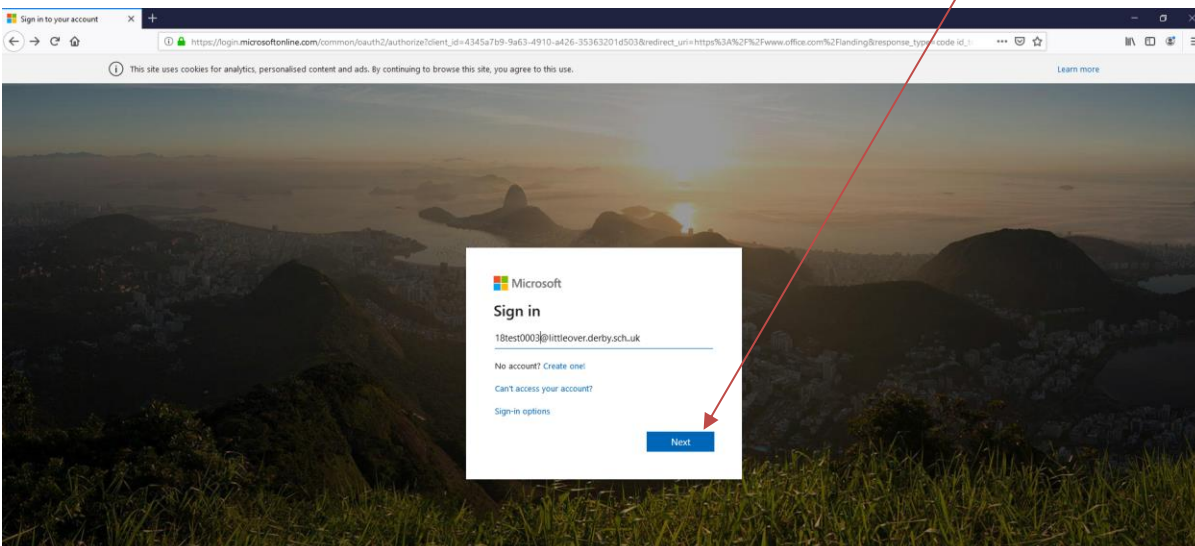 Sign in to your account
https://login.microsoftonline.com/common/oauth2/authorize?client_id=4345a7b9-9a63-4910-a426-35363201d503&redirect_uri=https%3A%2F%2Fwww.office.com%2Flanding&response_type=code id_t
This site uses cookies for analytics, personalised content and ads. By continuing to browse this site, you agree to this use.
Learn more
Microsoft
Sign in
18test0003@littleover.derby.sch.uk
No account? Create one!
Can't access your account?
Sign-in options
Next